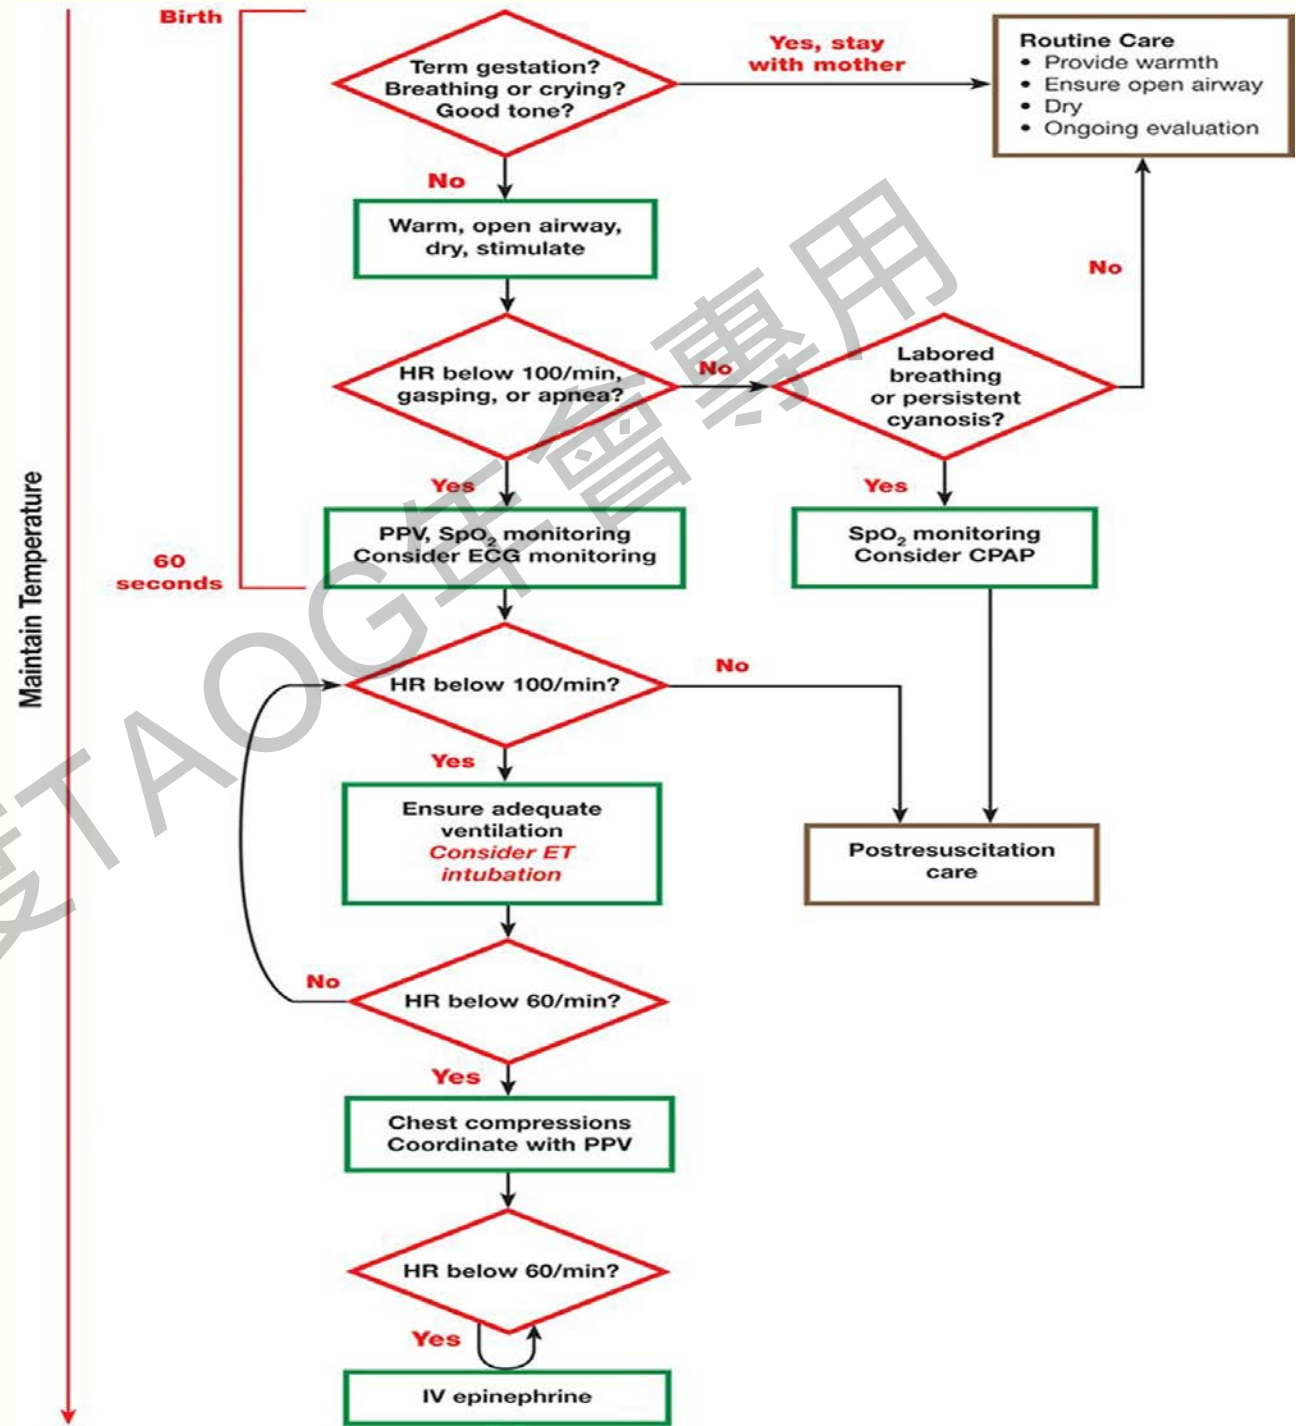 Birth
Term gestation?
Breathing or crying?
Good tone?
Yes, stay
with mother
Routine Care
• Provide warmth
• Ensure open airway
• Dry
• Ongoing evaluation
No
Warm, open airway,
dry, stimulate
No
HR below 100/min,
gasping, or apnea?
No
Labored
breathing
or persistent
cyanosis?
Yes
Yes
PPV, SpO₂ monitoring
Consider ECG monitoring
SpO₂ monitoring
Consider CPAP
60
seconds
Maintain Temperature
HR below 100/min?
No
Yes
Ensure adequate
ventilation
Consider ET
intubation
Postresuscitation
care
No
HR below 60/min?
Yes
Chest compressions
Coordinate with PPV
HR below 60/min?
Yes
IV epinephrine
度TAOG年會專用